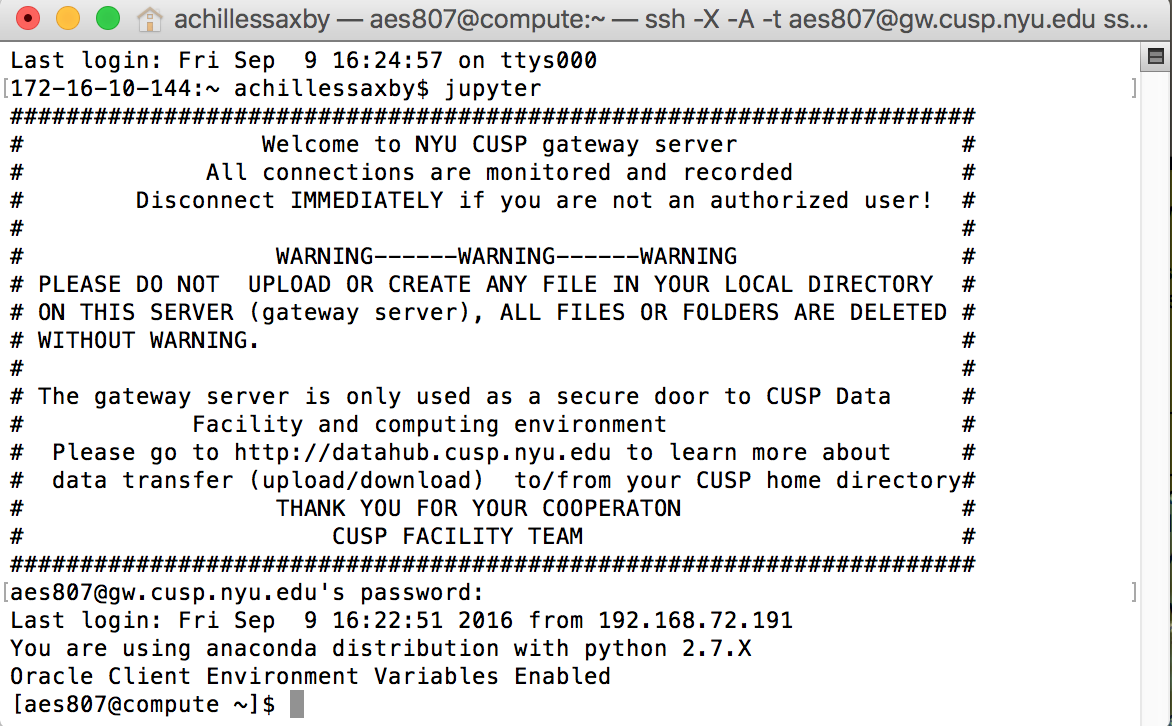 achillessaxby — aes807@compute:~ — ssh -X -A -t aes807@gw.cusp.nyu.edu ss...
Last login: Fri Sep  9 16:24:57 on ttys000
[172-16-10-144:~ achillessaxby$ jupyter ]
#####################################################################
#                 Welcome to NYU CUSP gateway server                #
#             All connections are monitored and recorded            #
#        Disconnect IMMEDIATELY if you are not an authorized user!  #
#                                                                   #
#                  WARNING------WARNING------WARNING                #
# PLEASE DO NOT  UPLOAD OR CREATE ANY FILE IN YOUR LOCAL DIRECTORY  #
# ON THIS SERVER (gateway server), ALL FILES OR FOLDERS ARE DELETED #
# WITHOUT WARNING.                                                  #
#                                                                   #
# The gateway server is only used as a secure door to CUSP Data     #
#            Facility and computing environment                     #
#  Please go to http://datahub.cusp.nyu.edu to learn more about     #
#  data transfer (upload/download)  to/from your CUSP home directory#
#                  THANK YOU FOR YOUR COOPERATON                    #
#                      CUSP FACILITY TEAM                           #
#####################################################################
[aes807@gw.cusp.nyu.edu's password: ]
Last login: Fri Sep  9 16:22:51 2016 from 192.168.72.191
You are using anaconda distribution with python 2.7.X
Oracle Client Environment Variables Enabled
[aes807@compute ~]$